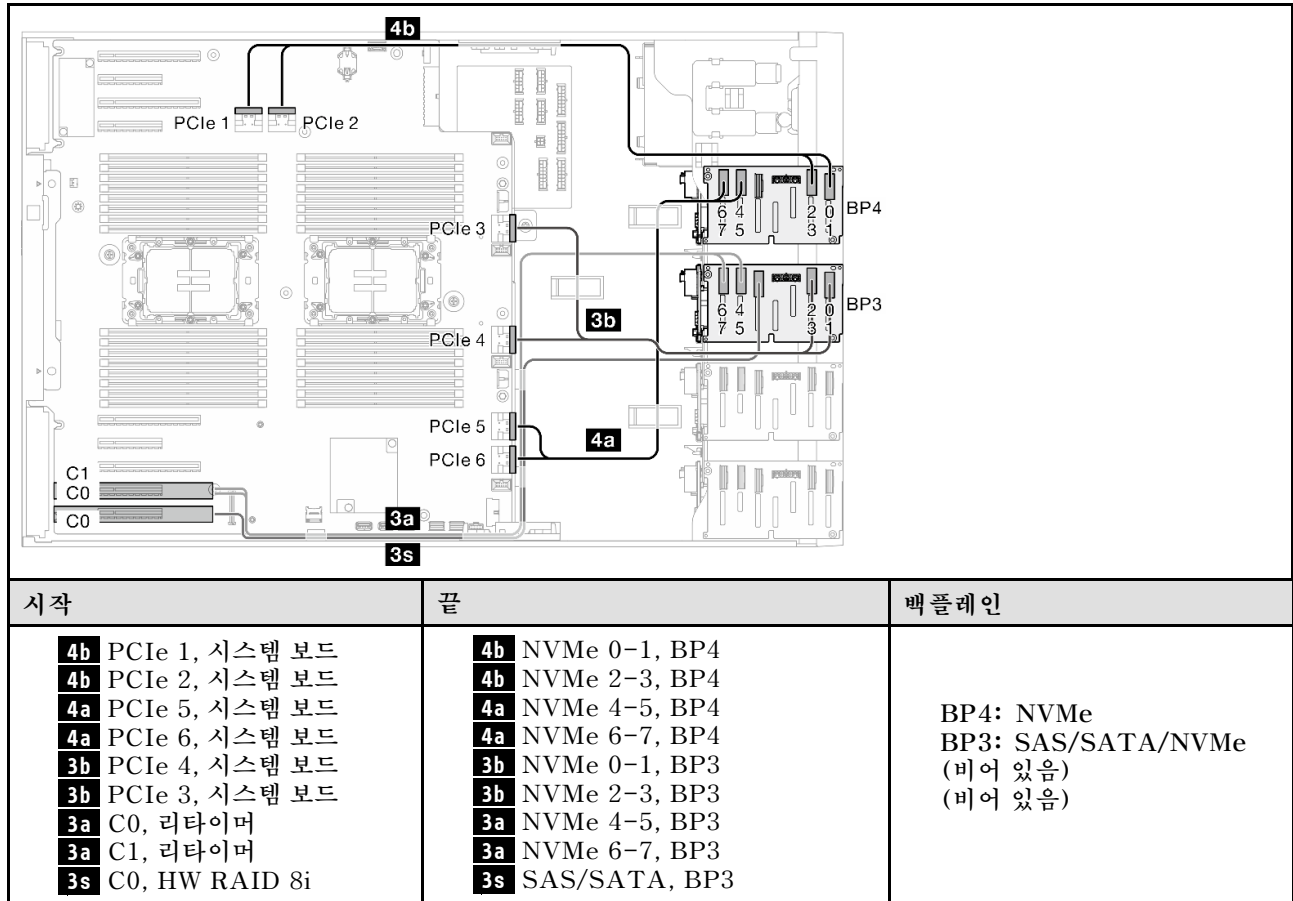 4b
PCIe 1
PCIe 2
6 4 2 0
7 5 3 1
BP4
PCIe 3
6 4 2 0
7 5 3 1
BP3
3b
PCIe 4
PCIe 5
4a
PCIe 6
C1
C0
C0
3a
3s
시작 끝 백플레인
4b PCIe 1, 시스템 보드
4b PCIe 2, 시스템 보드
4a PCIe 5, 시스템 보드
4a PCIe 6, 시스템 보드
3b PCIe 4, 시스템 보드
3b PCIe 3, 시스템 보드
3a C0, 리타이머
3a C1, 리타이머
3s C0, HW RAID 8i
4b NVMe 0-1, BP4
4b NVMe 2-3, BP4
4a NVMe 4-5, BP4
4a NVMe 6-7, BP4
3b NVMe 0-1, BP3
3b NVMe 2-3, BP3
3a NVMe 4-5, BP3
3a NVMe 6-7, BP3
3s SAS/SATA, BP3
BP4: NVMe
BP3: SAS/SATA/NVMe
(비어 있음)
(비어 있음)